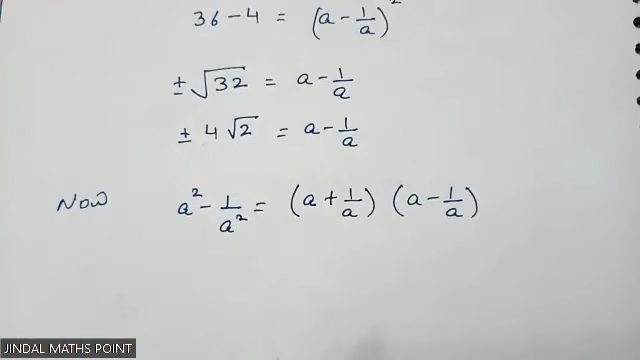 36 - 4 = (a - 1/a)²
± √32 = a - 1/a
± 4√2 = a - 1/a
Now a² - 1/a² = (a + 1/a) (a - 1/a)
JINDAL MATHS POINT